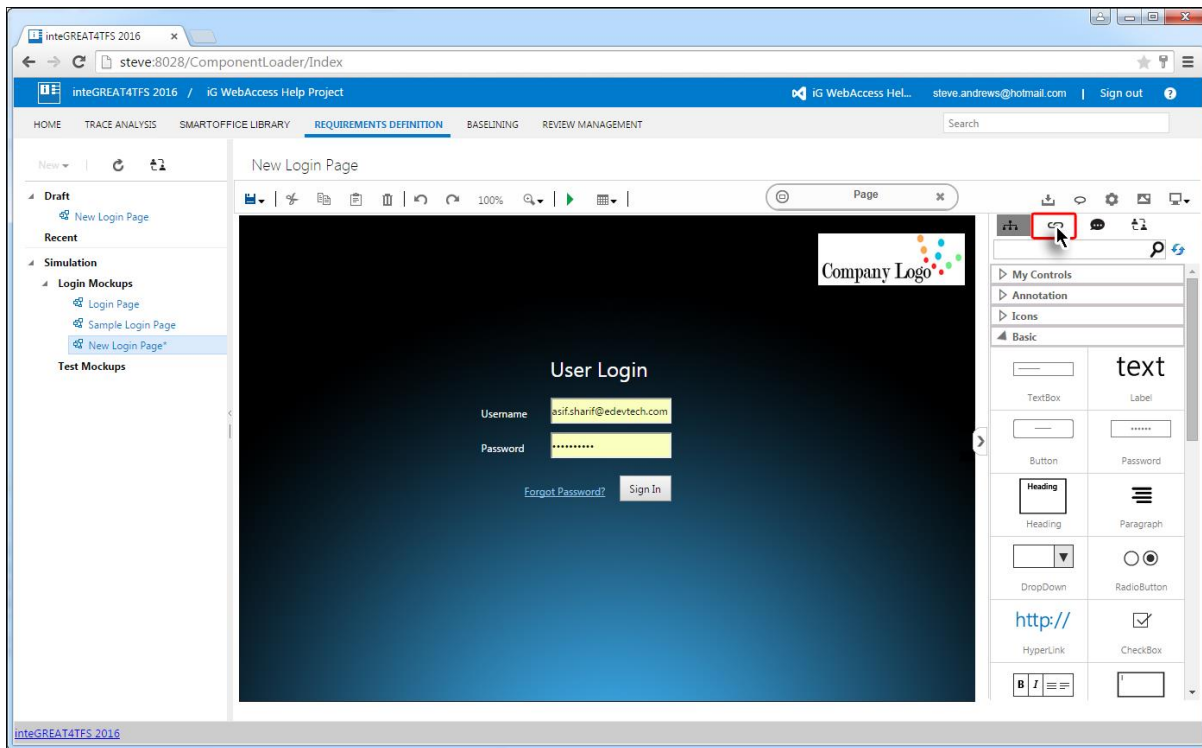 inteGREAT4TFS 2016
steve:8028/ComponentLoader/Index
inteGREAT4TFS 2016 / iG WebAccess Help Project
iG WebAccess Hel... steve.andrews@hotmail.com | Sign out ?
HOME TRACE ANALYSIS SMARTOFFICE LIBRARY REQUIREMENTS DEFINITION BASELINING REVIEW MANAGEMENT
Search
New
Draft
New Login Page
Recent
Simulation
Login Mockups
Login Page
Sample Login Page
New Login Page*
Test Mockups
New Login Page
100%
Page
Company Logo
User Login
Username
asif.sharif@edevtech.com
Password
••••••••••
Forgot Password? Sign In
My Controls
Annotation
Icons
Basic
text
TextBox Label
Button Password
Heading
Heading Paragraph
DropDown RadioButton
http://
HyperLink CheckBox
B I
inteGREAT4TFS 2016